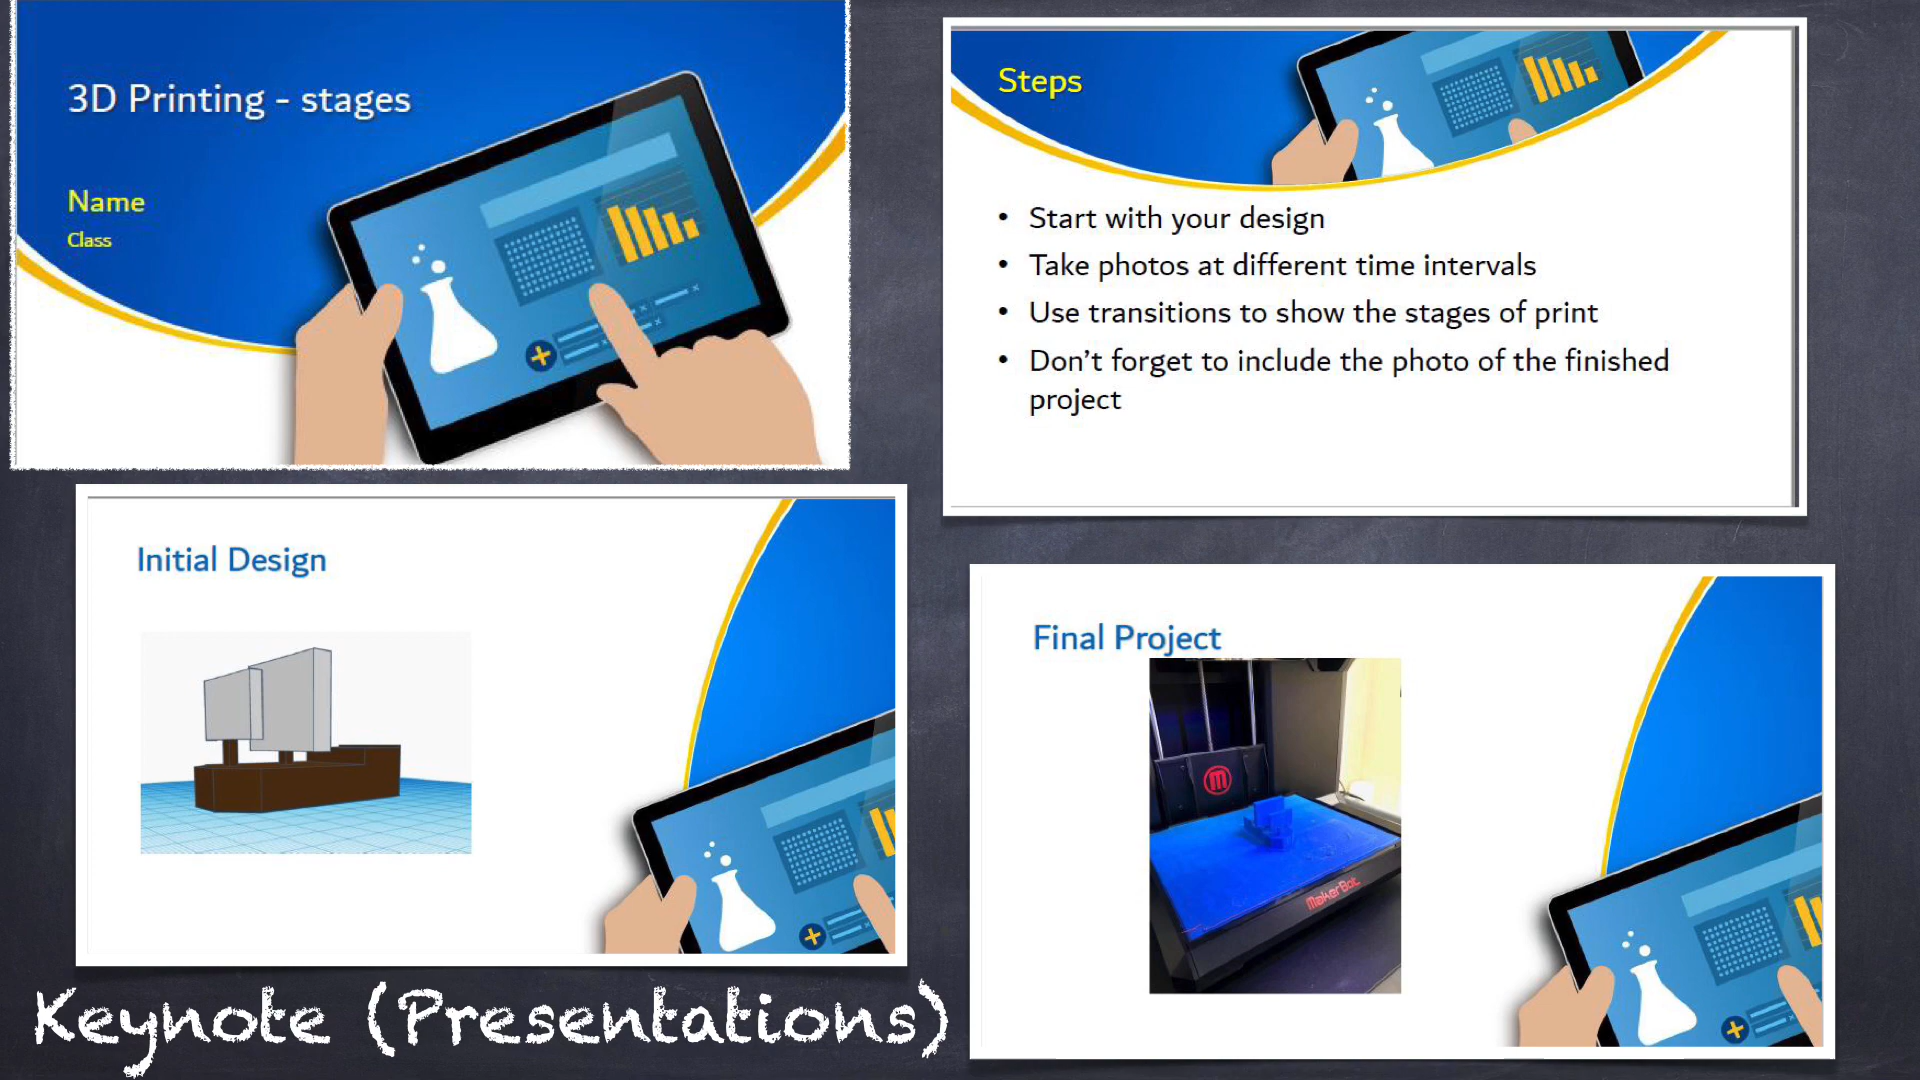 3D Printing - stages
Name
Class
Steps
• Start with your design
• Take photos at different time intervals
• Use transitions to show the stages of print
• Don’t forget to include the photo of the finished
project
Initial Design
Final Project
MakerBot
Keynote (Presentations)